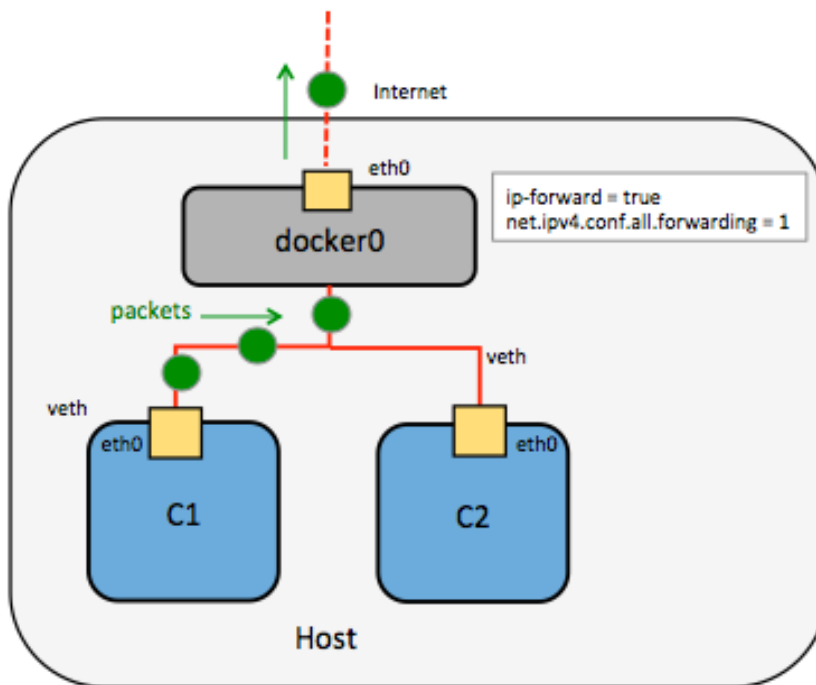 Internet
eth0
ip-forward = true
net.ipv4.conf.all.forwarding = 1
docker0
packets
veth
veth
eth0
eth0
C1
C2
Host